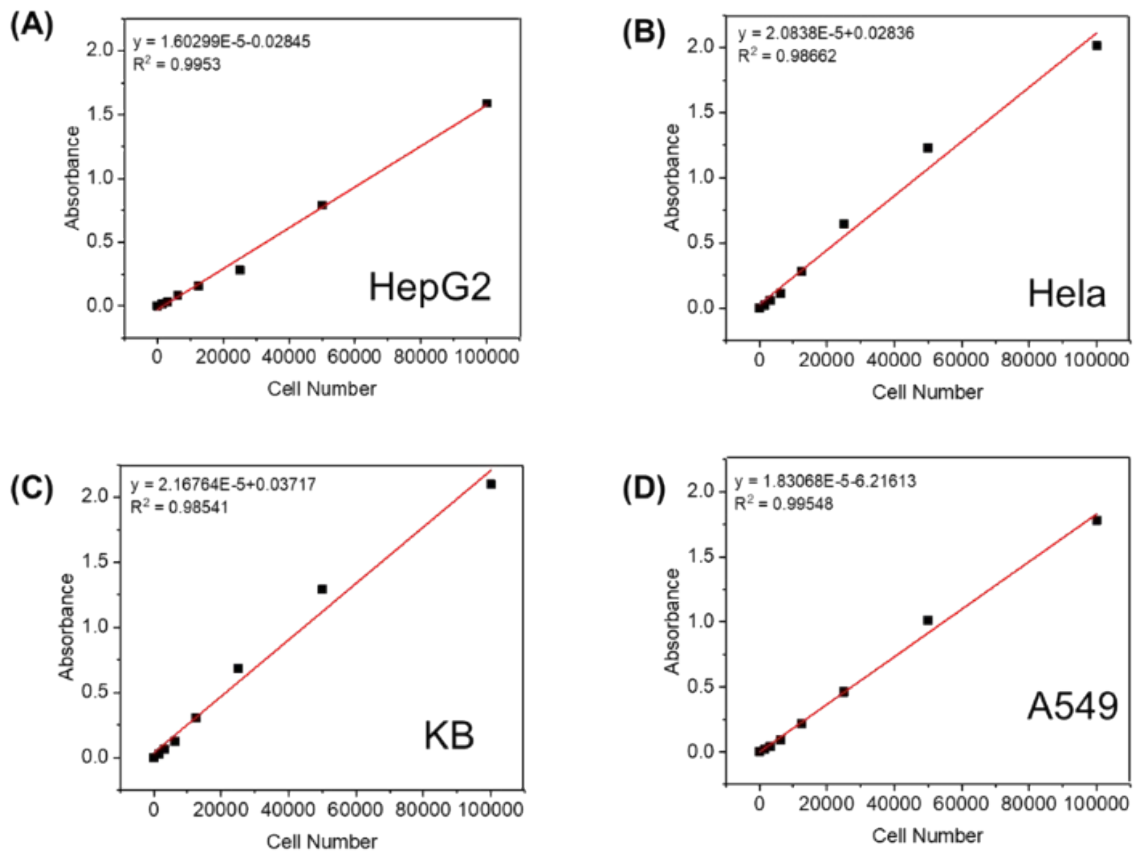 (A)
y = 1.60299E-5-0.02845
R² = 0.9953
2.0
1.5
1.0
0.5
0.0
Absorbance
HepG2
0 20000 40000 60000 80000 100000
Cell Number
(B)
y = 2.0838E-5+0.02836
R² = 0.98662
2.0
1.5
1.0
0.5
0.0
Absorbance
Hela
0 20000 40000 60000 80000 100000
Cell Number
(C)
y = 2.16764E-5+0.03717
R² = 0.98541
2.0
1.5
1.0
0.5
0.0
Absorbance
KB
0 20000 40000 60000 80000 100000
Cell Number
(D)
y = 1.83068E-5-6.21613
R² = 0.99548
2.0
1.5
1.0
0.5
0.0
Absorbance
A549
0 20000 40000 60000 80000 100000
Cell Number